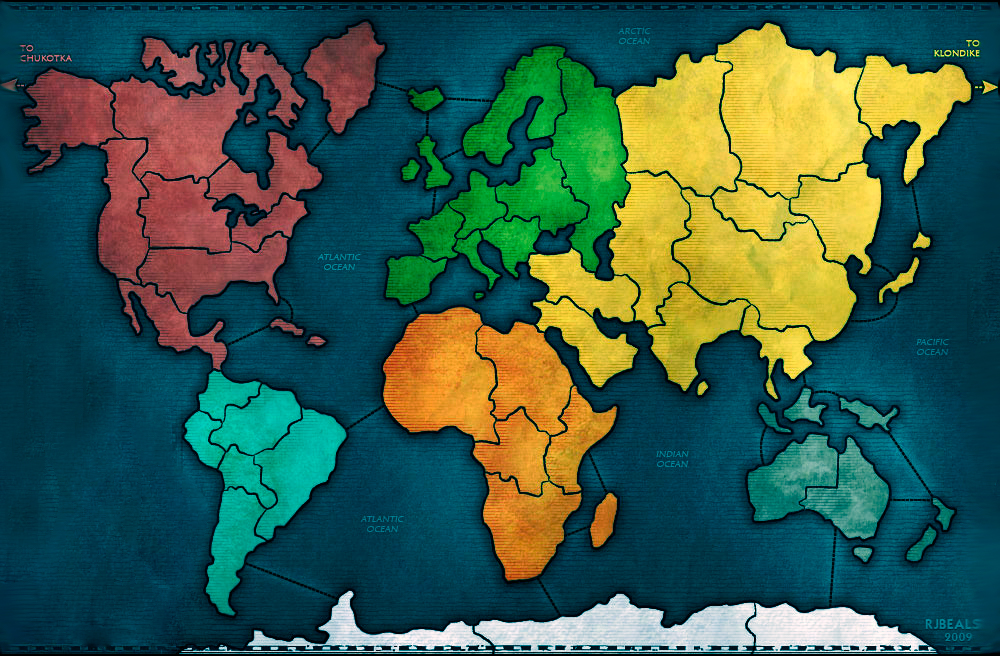 ARCTIC
OCEAN
TO
CHUKOTKA
TO
KLONDIKE
ATLANTIC
OCEAN
PACIFIC
OCEAN
INDIAN
OCEAN
ATLANTIC
OCEAN
RJBEALS
2009